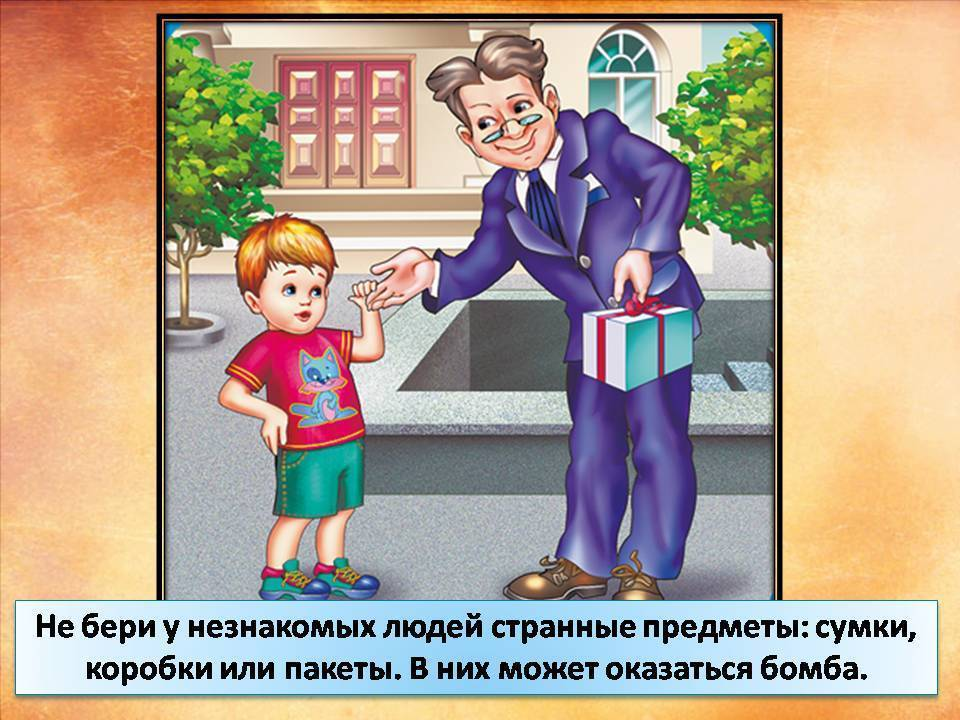 Не бери у незнакомых людей странные предметы: сумки,
коробки или пакеты. В них может оказаться бомба.